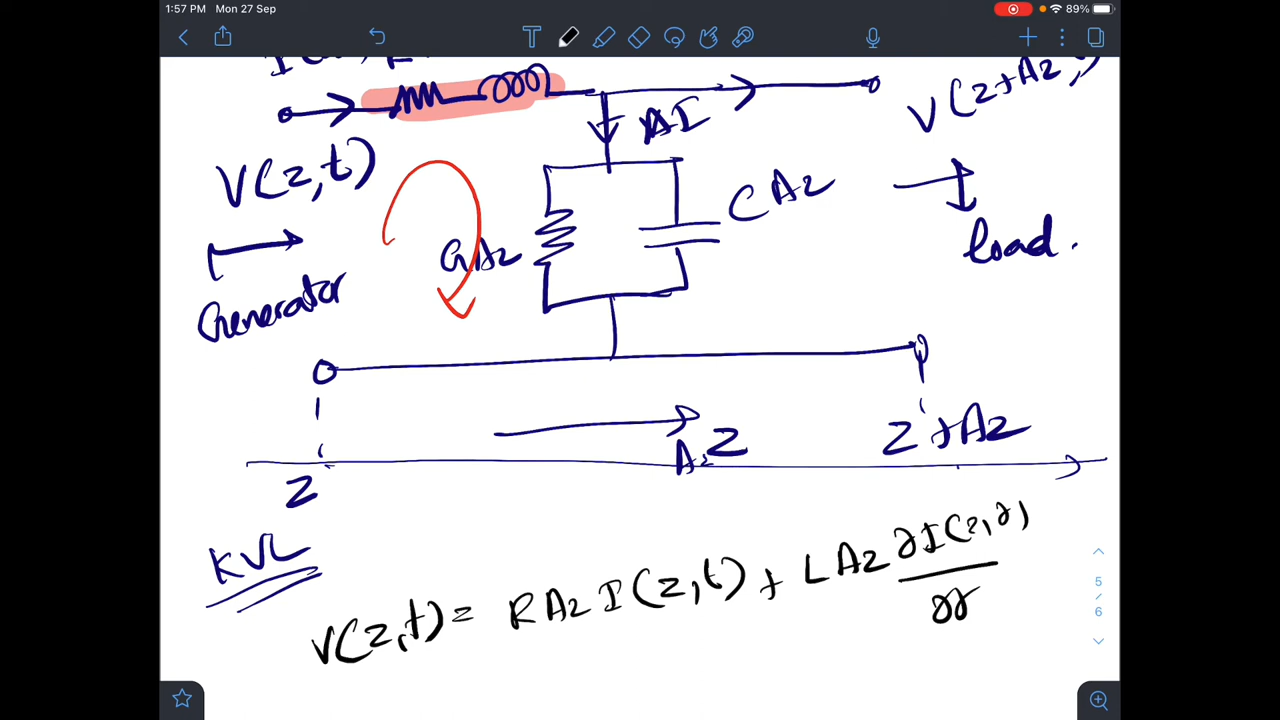 1:57 PM Mon 27 Sep
89%
V(z+Δz,
ΔI
V(z,t)
CΔz
GΔz
load.
Generator
z+Δz
Δz
z
z
KVL
V(z,t) = RΔz I(z,t) + LΔz ∂I(z,t)
∂t
5
/
6